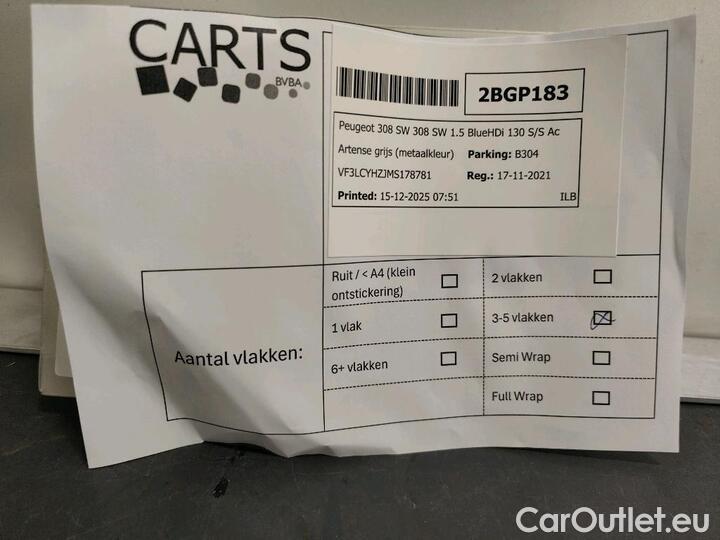 CARTS
BVBA
2BGP183
Peugeot 308 SW 308 SW 1.5 BlueHDi 130 S/S Ac
Artense grijs (metaalkleur) Parking: B304
VF3LCYHZJMS178781 Reg.: 17-11-2021
Printed: 15-12-2025 07:51 ILB
Aantal vlakken:
Ruit / < A4 (klein
ontstickering)
1 vlak
6+ vlakken
2 vlakken
3-5 vlakken
Semi Wrap
Full Wrap
CarOutlet.eu